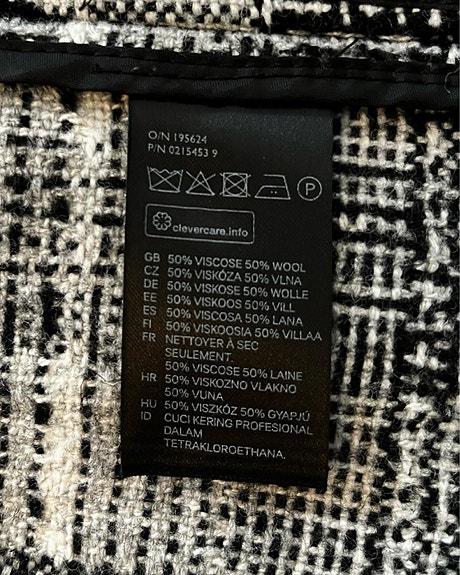 O/N 195624
P/N 0215453 9
P
clevercare.info
GB 50% VISCOSE 50% WOOL
CZ 50% VISKÓZA 50% VLNA
DE 50% VISKOSE 50% WOLLE
EE 50% VISKOOS 50% VILL
ES 50% VISCOSA 50% LANA
FI 50% VISKOOSIA 50% VILLAA
FR NETTOYER À SEC
SEULEMENT.
50% VISCOSE 50% LAINE
HR 50% VISKOZNO VLAKNO
50% VUNA
HU 50% VISZKÓZ 50% GYAPJÚ
ID CUCI KERING PROFESIONAL
DALAM
TETRAKLOROETHANA.